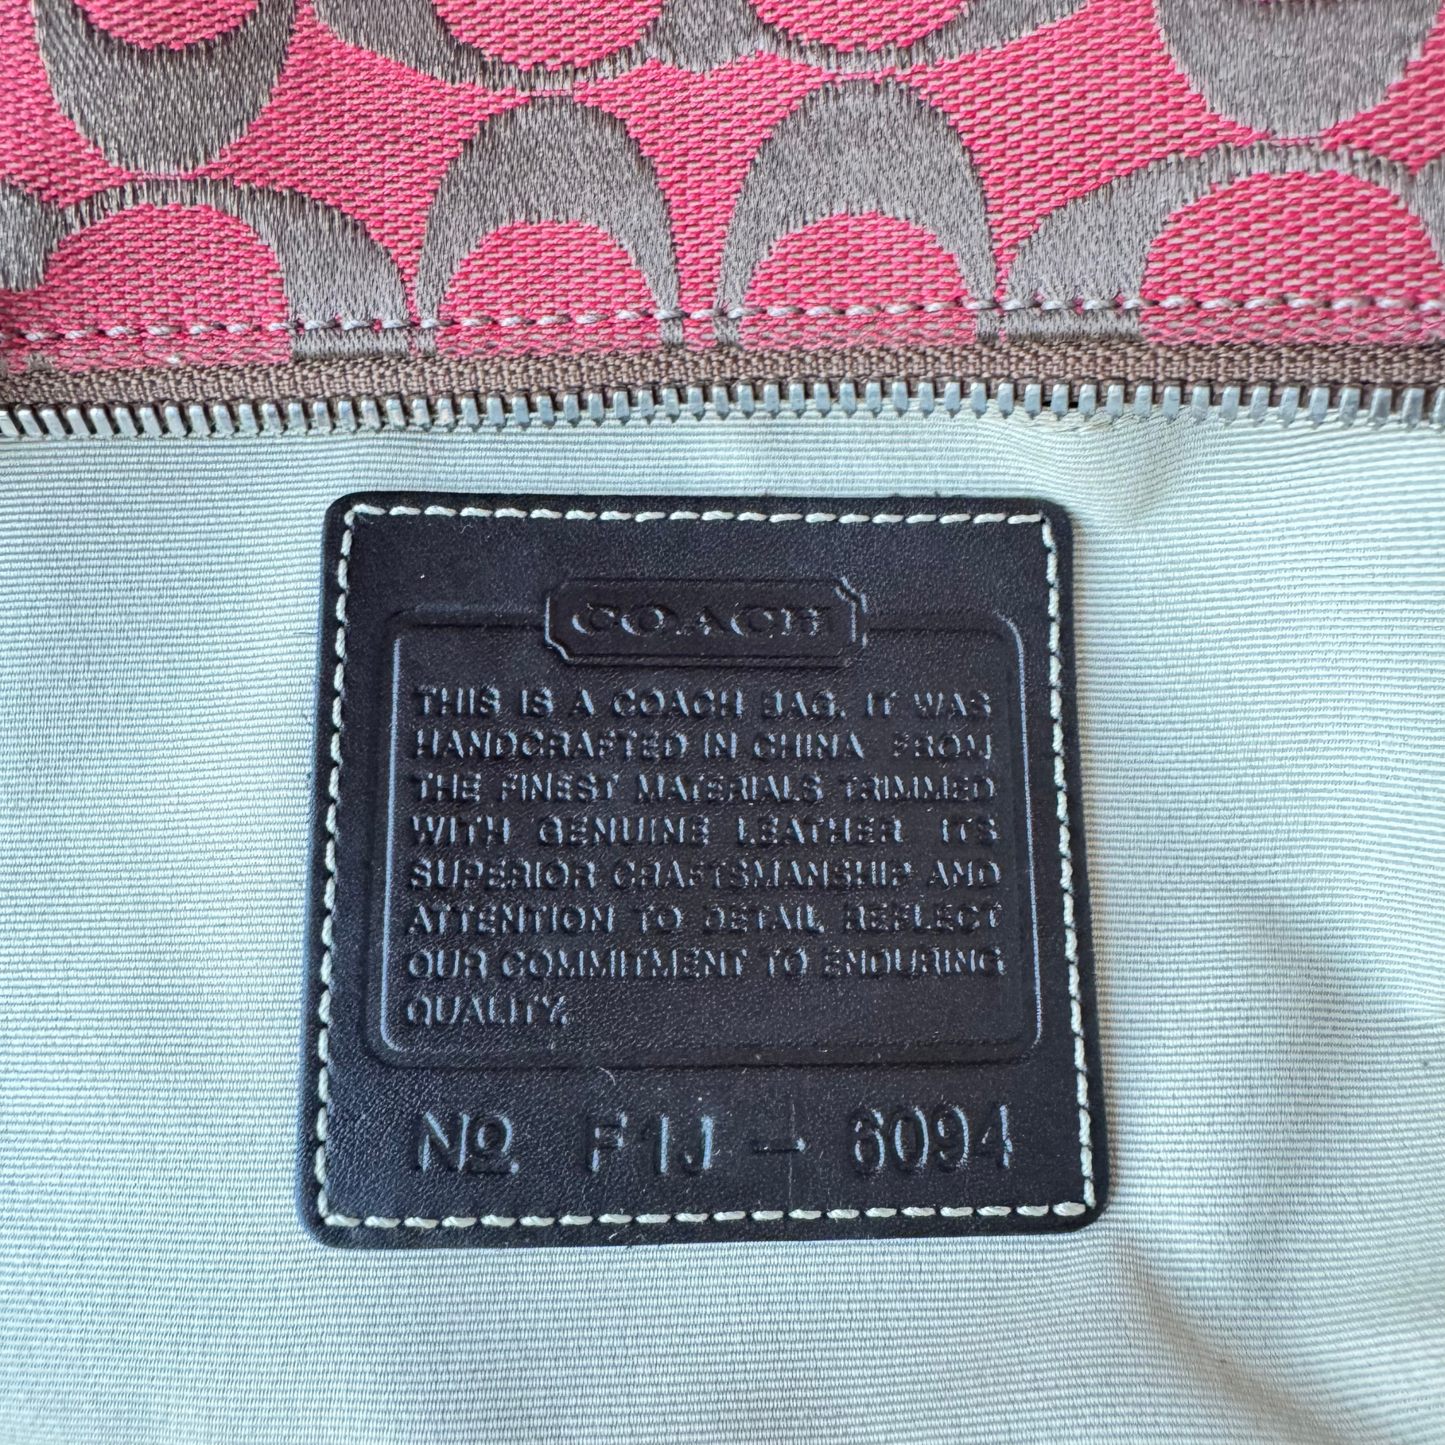 COACH
THIS IS A COACH BAG. IT WAS
HANDCRAFTED IN CHINA FROM
THE FINEST MATERIALS TRIMMED
WITH GENUINE LEATHER ITS
SUPERIOR CRAFTSMANSHIP AND
ATTENTION TO DETAIL REFLECT
OUR COMMITMENT TO ENDURING
QUALITY.
No F1J - 6094